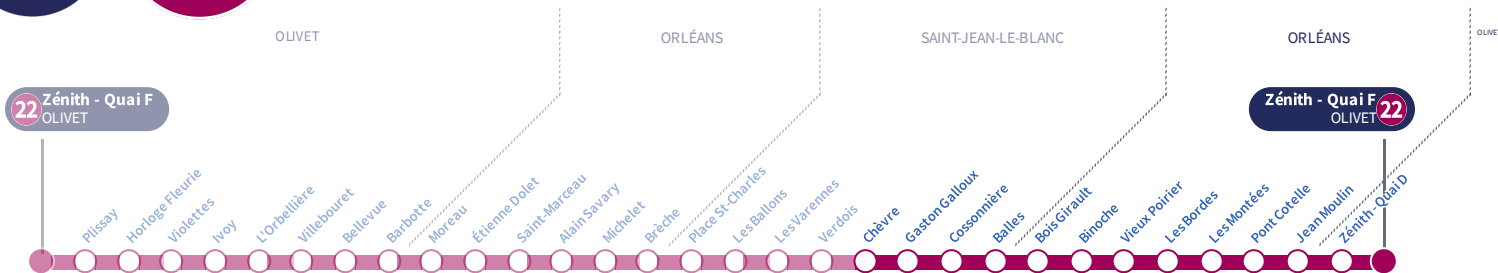 OLIVET
ORLÉANS
SAINT-JEAN-LE-BLANC
ORLÉANS
OLIVE
22
Zénith - Quai F
OLIVET
Zénith - Quai F
OLIVET
22
Plissay
Horloge Fleurie
Violettes
Ivoy
L'Orbellière
Villebouret
Bellevue
Barbotte
Moreau
Étienne Dolet
Saint-Marceau
Alain Savary
Michelet
Brèche
Place St-Charles
Les Ballons
Les Varennes
Verdois
Chèvre
Gaston Galloux
Cossonnière
Balles
Bois Girault
Binoche
Vieux Poirier
Les Bordes
Les Montées
Pont Cotelle
Jean Moulin
Zénith - Quai D